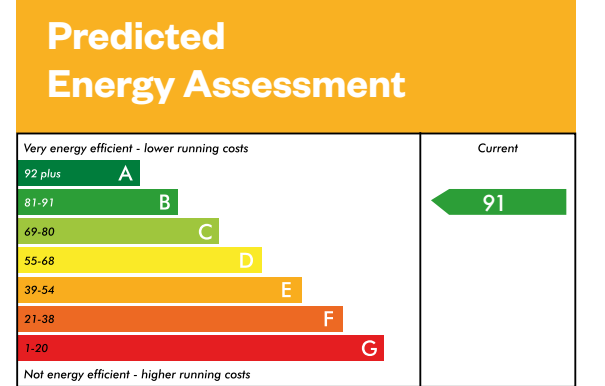 Predicted
Energy Assessment
Very energy efficient - lower running costs
Current
92 plus A
81-91 B
91
69-80 C
55-68 D
39-54 E
21-38 F
1-20 G
Not energy efficient - higher running costs